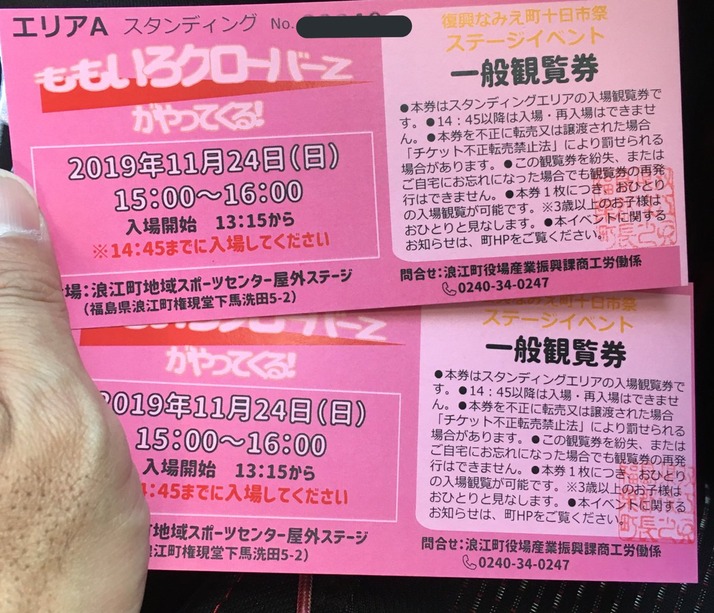 エリアA スタンディング No.
ももいろクローバーZ
がやってくる!
2019年11月24日(日)
15:00〜16:00
入場開始 13:15から
※14:45までに入場してください
場:浪江町地域スポーツセンター屋外ステージ
(福島県浪江町権現堂下馬洗田5-2)
復興なみえ町十日市祭
ステージイベント
一般観覧券
●本券はスタンディングエリアの入場観覧券で
す。●14:45以降は入場・再入場はできませ
ん。●本券を不正に転売又は譲渡された場合
「チケット不正転売禁止法」により罰せられる
場合があります。●この観覧券を紛失、または
ご自宅にお忘れになった場合でも観覧券の再発
行はできません。●本券1枚につき、おひとり
の入場観覧が可能です。※3歳以上のお子様は
おひとりと見なします。●本イベントに関する
お知らせは、町HPをご覧ください。
問合せ:浪江町役場産業振興課商工労働係
0240-34-0247
がやってくる!
2019年11月24日(日)
15:00〜16:00
入場開始 13:15から
4:45までに入場してください
町地域スポーツセンター屋外ステージ
浪江町権現堂下馬洗田5-2)
なみえ町十日市祭
ステージイベント
一般観覧券
●本券はスタンディングエリアの入場観覧券で
す。●14:45以降は入場・再入場はできませ
ん。●本券を不正に転売又は譲渡された場合
「チケット不正転売禁止法」により罰せられる
場合があります。●この観覧券を紛失、または
ご自宅にお忘れになった場合でも観覧券の再発
行はできません。●本券1枚につき、おひとり
の入場観覧が可能です。※3歳以上のお子様は
おひとりと見なします。●本イベントに関する
お知らせは、町HPをご覧ください。
問合せ:浪江町役場産業振興課商工労働係
0240-34-0247